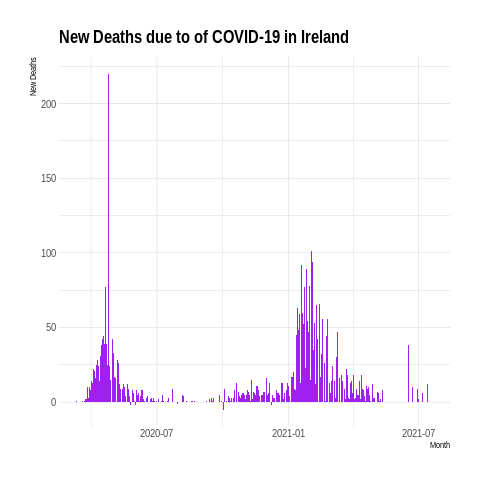 New Deaths due to of COVID-19 in Ireland
New Deaths
200
150
100
50
0
2020-07
2021-01
2021-07
Month